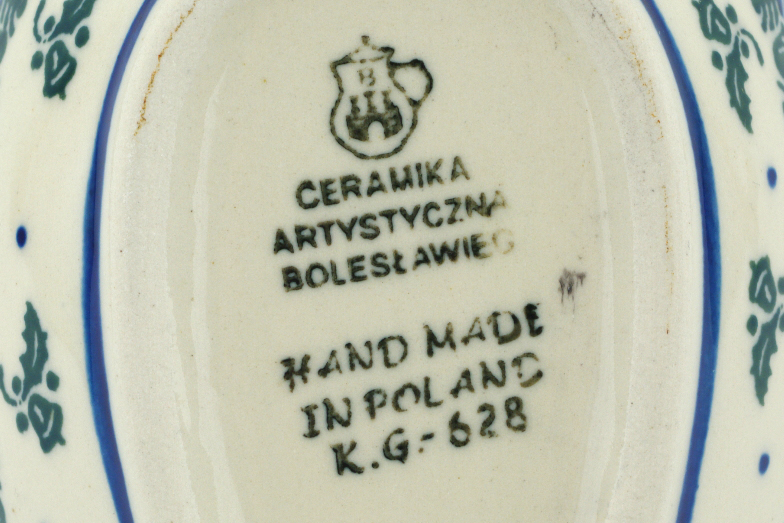 B
CERAMIKA
ARTYSTYCZNA
BOLESŁAWIEC
HAND MADE
IN POLAND
K.G.-628